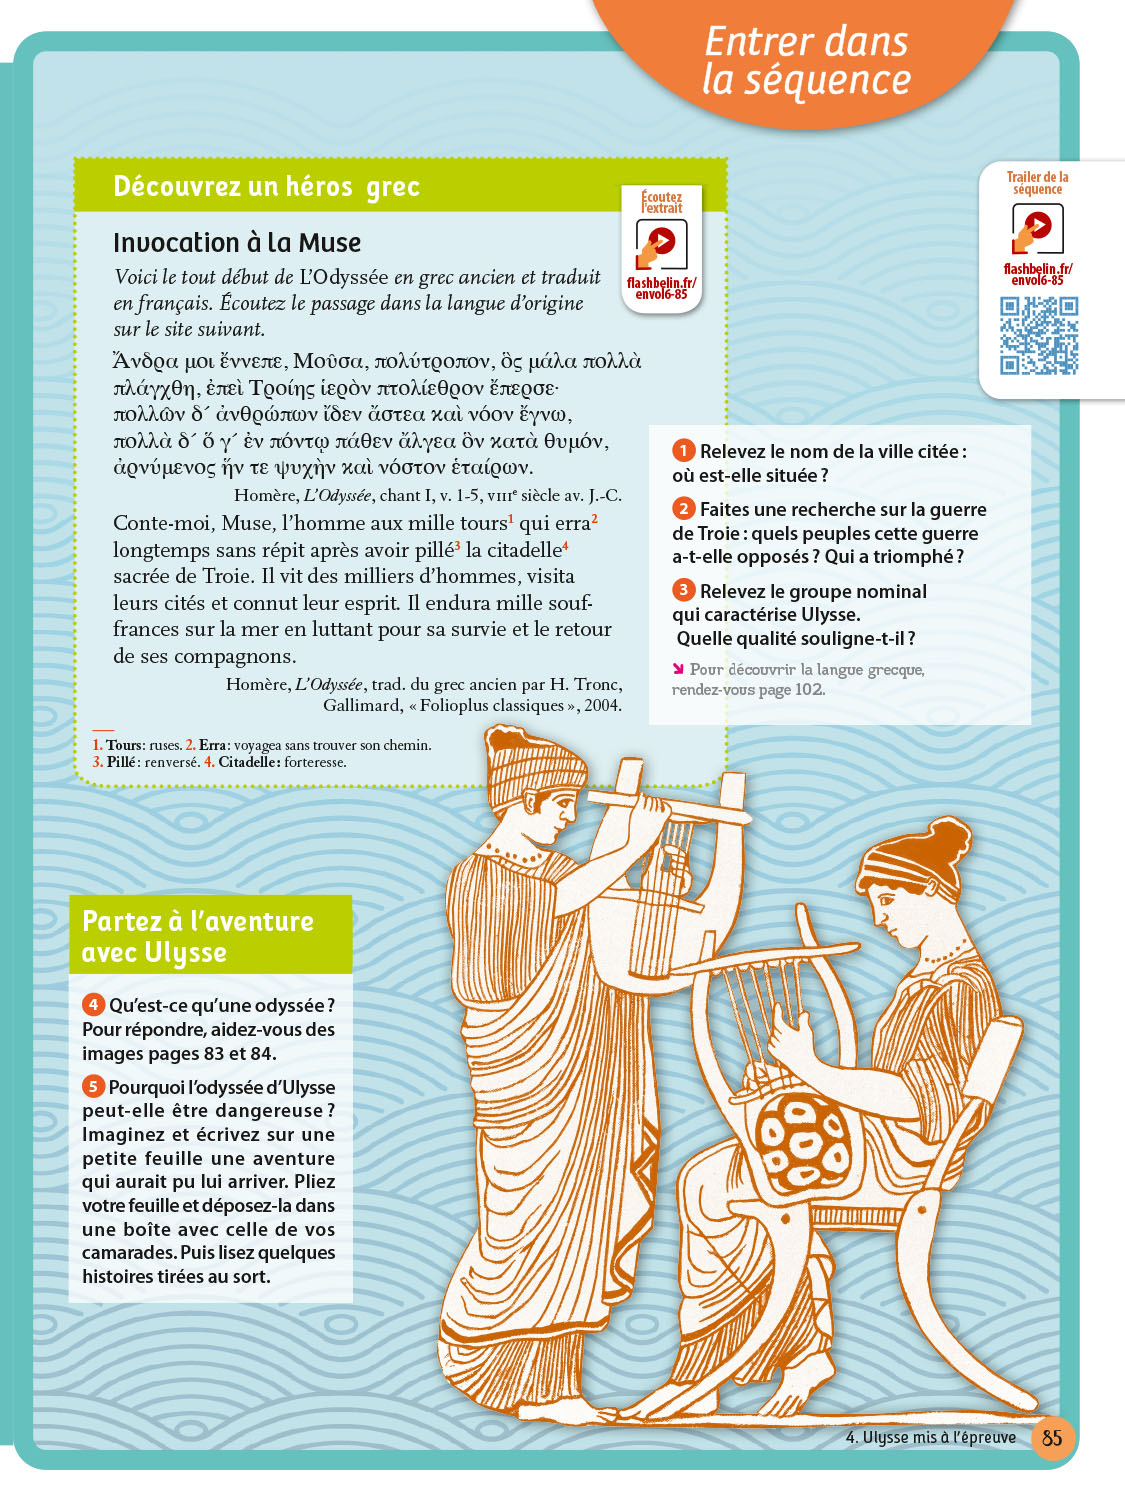 Entrer dans
la séquence
Découvrez un héros grec
Écoutez
l'extrait
flashbelin.fr/
envol6-85
Trailer de la
séquence
flashbelin.fr/
envol6-85
Invocation à la Muse
Voici le tout début de L'Odyssée en grec ancien et traduit
en français. Écoutez le passage dans la langue d'origine
sur le site suivant.
Ἄνδρα μοι ἔννεπε, Μοῦσα, πολύτροπον, ὃς μάλα πολλὰ
πλάγχθη, ἐπεὶ Τροίης ἱερὸν πτολίεθρον ἔπερσε·
πολλῶν δ´ ἀνθρώπων ἴδεν ἄστεα καὶ νόον ἔγνω,
πολλὰ δ´ ὅ γ´ ἐν πόντῳ πάθεν ἄλγεα ὃν κατὰ θυμόν,
ἀρνύμενος ἥν τε ψυχὴν καὶ νόστον ἑταίρων.
Homère, L'Odyssée, chant I, v. 1-5, VIIIe siècle av. J.-C.
Conte-moi, Muse, l'homme aux mille tours1 qui erra2
longtemps sans répit après avoir pillé3 la citadelle4
sacrée de Troie. Il vit des milliers d'hommes, visita
leurs cités et connut leur esprit. Il endura mille souf-
frances sur la mer en luttant pour sa survie et le retour
de ses compagnons.
Homère, L'Odyssée, trad. du grec ancien par H. Tronc,
Gallimard, « Folioplus classiques », 2004.
1. Tours : ruses. 2. Erra : voyagea sans trouver son chemin.
3. Pillé : renversé. 4. Citadelle : forteresse.
1 Relevez le nom de la ville citée :
où est-elle située ?
2 Faites une recherche sur la guerre
de Troie : quels peuples cette guerre
a-t-elle opposés ? Qui a triomphé ?
3 Relevez le groupe nominal
qui caractérise Ulysse.
Quelle qualité souligne-t-il ?
Pour découvrir la langue grecque,
rendez-vous page 102.
Partez à l'aventure
avec Ulysse
4 Qu'est-ce qu'une odyssée ?
Pour répondre, aidez-vous des
images pages 83 et 84.
5 Pourquoi l'odyssée d'Ulysse
peut-elle être dangereuse ?
Imaginez et écrivez sur une
petite feuille une aventure
qui aurait pu lui arriver. Pliez
votre feuille et déposez-la dans
une boîte avec celle de vos
camarades. Puis lisez quelques
histoires tirées au sort.
4. Ulysse mis à l'épreuve
85